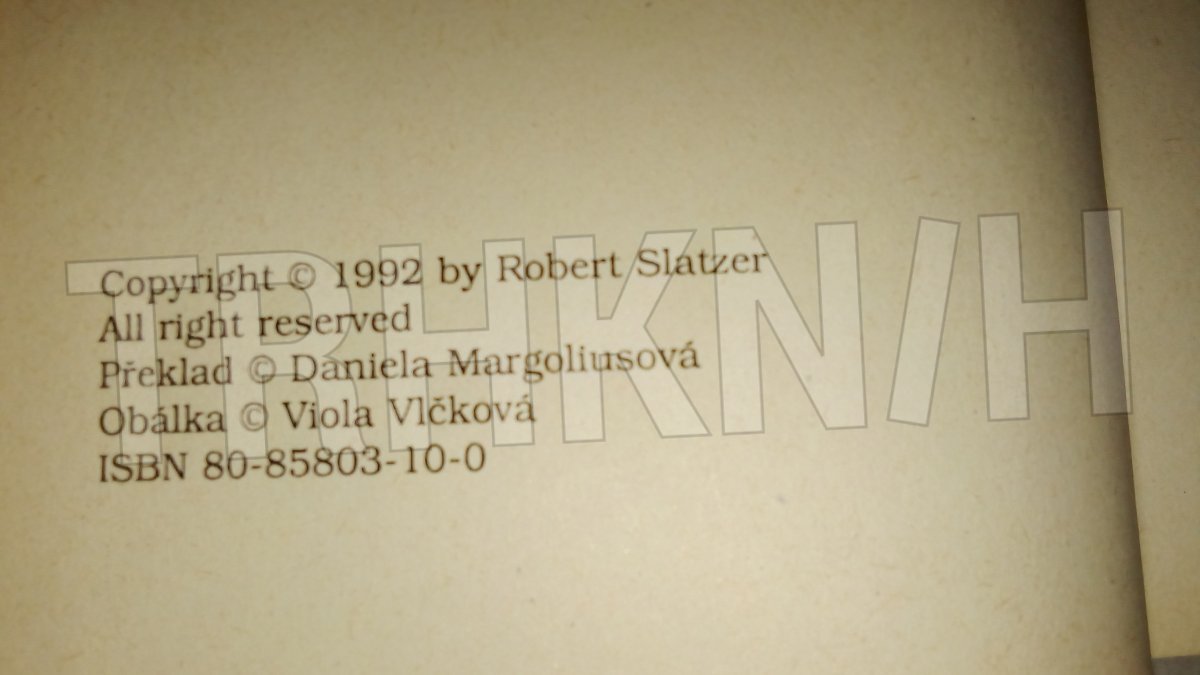 Copyright © 1992 by Robert Slatzer
All right reserved
Překlad © Daniela Margoliusová
Obálka © Viola Vlčková
ISBN 80-85803-10-0
TRHKN/H